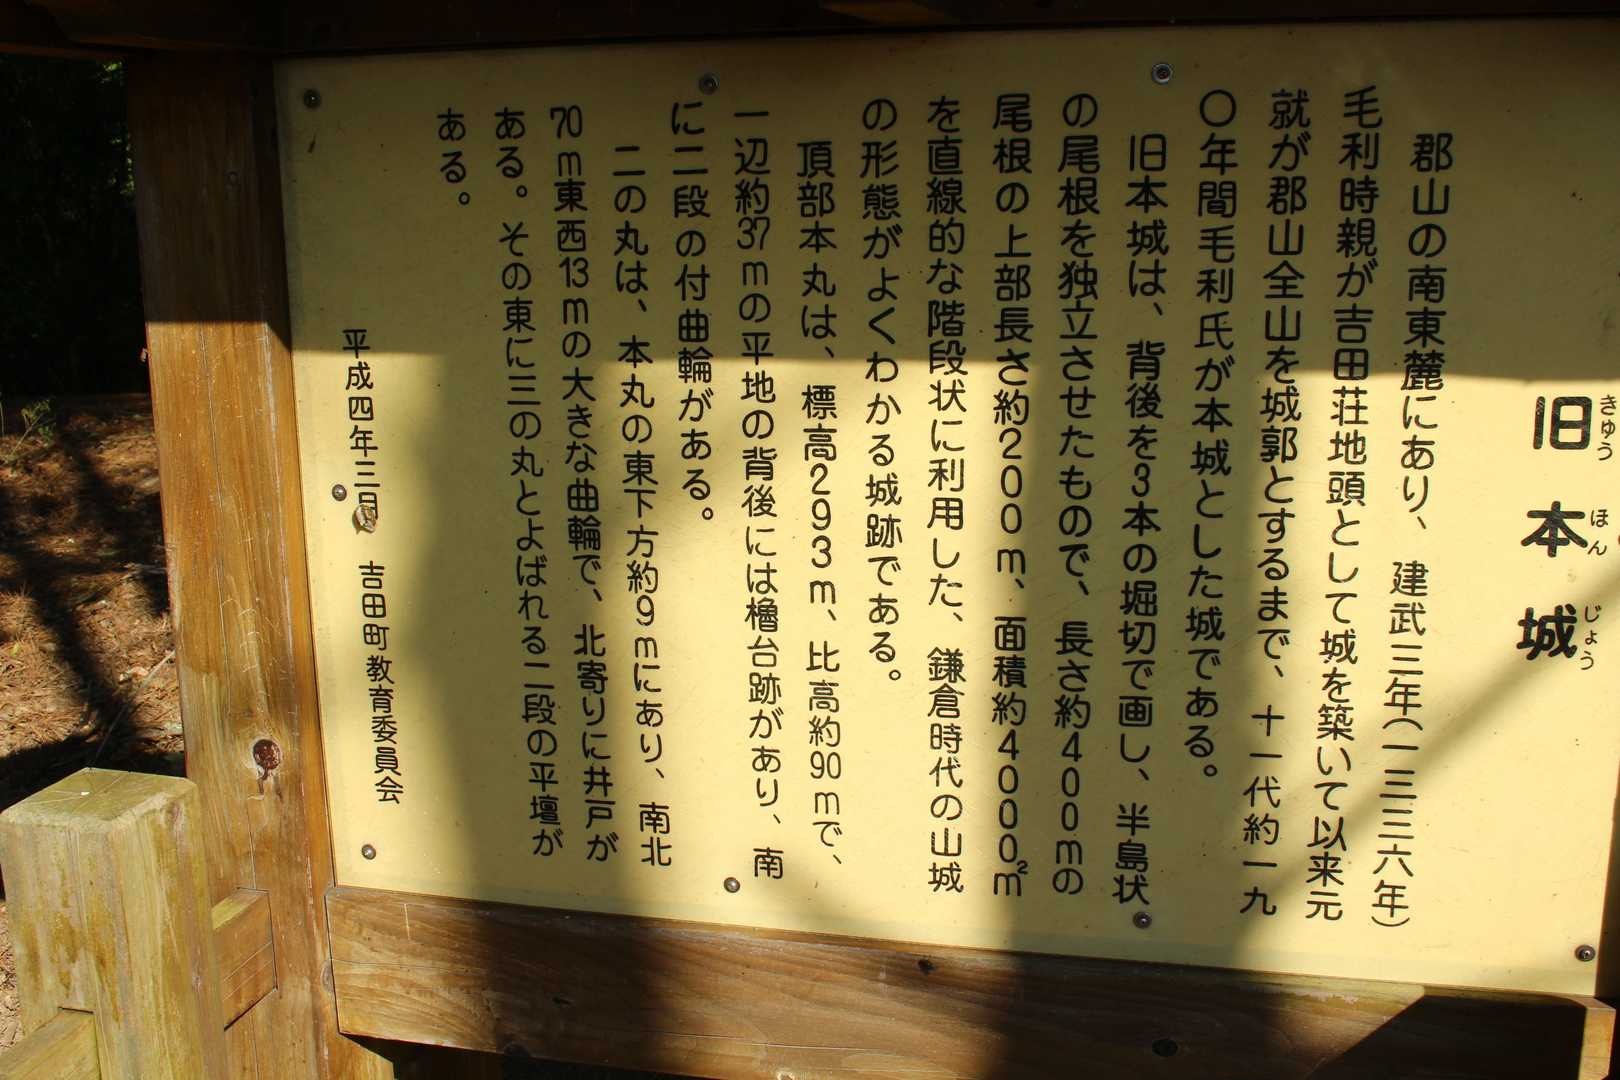 旧本城
きゅう ほん じょう
郡山の南東麓にあり、建武三年(一三三六年)
毛利時親が吉田荘地頭として城を築いて以来元
就が郡山全山を城郭とするまで、十一代約一九
〇年間毛利氏が本城とした城である。
旧本城は、背後を3本の堀切で画し、半島状
の尾根を独立させたもので、長さ約400mの
尾根の上部長さ約200m、面積約4000㎡
を直線的な階段状に利用した、鎌倉時代の山城
の形態がよくわかる城跡である。
頂部本丸は、標高293m、比高約90mで、
一辺約37mの平地の背後には櫓台跡があり、南
に二段の付曲輪がある。
二の丸は、本丸の東下方約9mにあり、南北
70m東西13mの大きな曲輪で、北寄りに井戸が
ある。その東に三の丸とよばれる二段の平壇が
ある。
平成四年三月 吉田町教育委員会